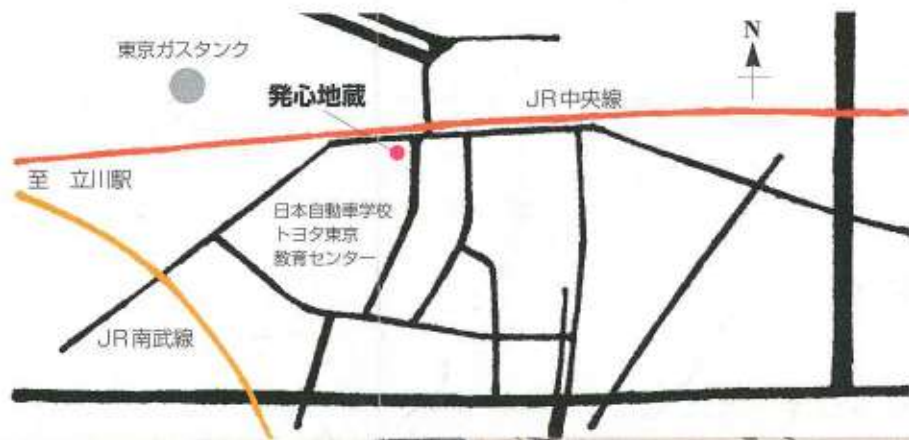 東京ガスタンク
N
発心地蔵
JR中央線
至 立川駅
日本自動車学校
トヨタ東京
教育センター
JR南武線